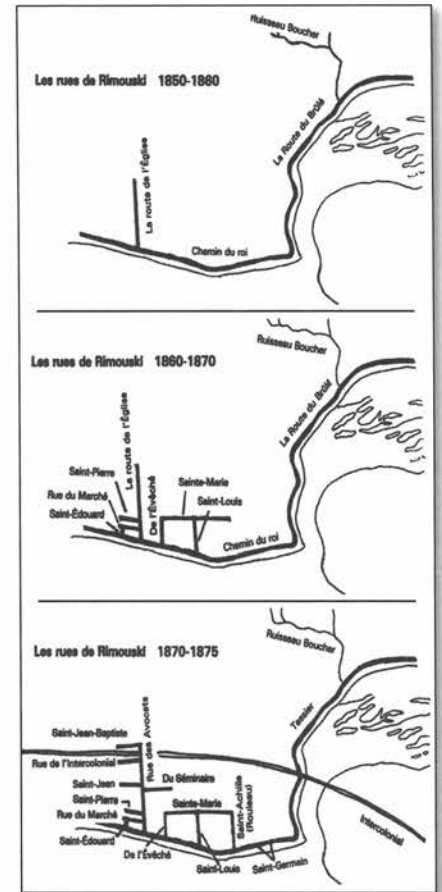 Ruisseau Boucher
Les rues de Rimouski 1850-1860
La Route du Brûlé
La route de l'Église
Chemin du roi
Ruisseau Boucher
Les rues de Rimouski 1860-1870
La Route du Brûlé
La route de l'Église
Saint-Pierre
De l'Évêché
Sainte-Marie
Rue du Marché
Saint-Louis
Saint-Édouard
Chemin du roi
Ruisseau Boucher
Les rues de Rimouski 1870-1875
Tessier
Rue des Avocats
Saint-Jean-Baptiste
Rue de l'Intercolonial
Saint-Jean
Du Séminaire
Saint-Pierre
Sainte-Marie
Saint-Achille
(Rouleau)
Rue du Marché
Intercolonial
Saint-Édouard
De l'Évêché
Saint-Louis
Saint-Germain